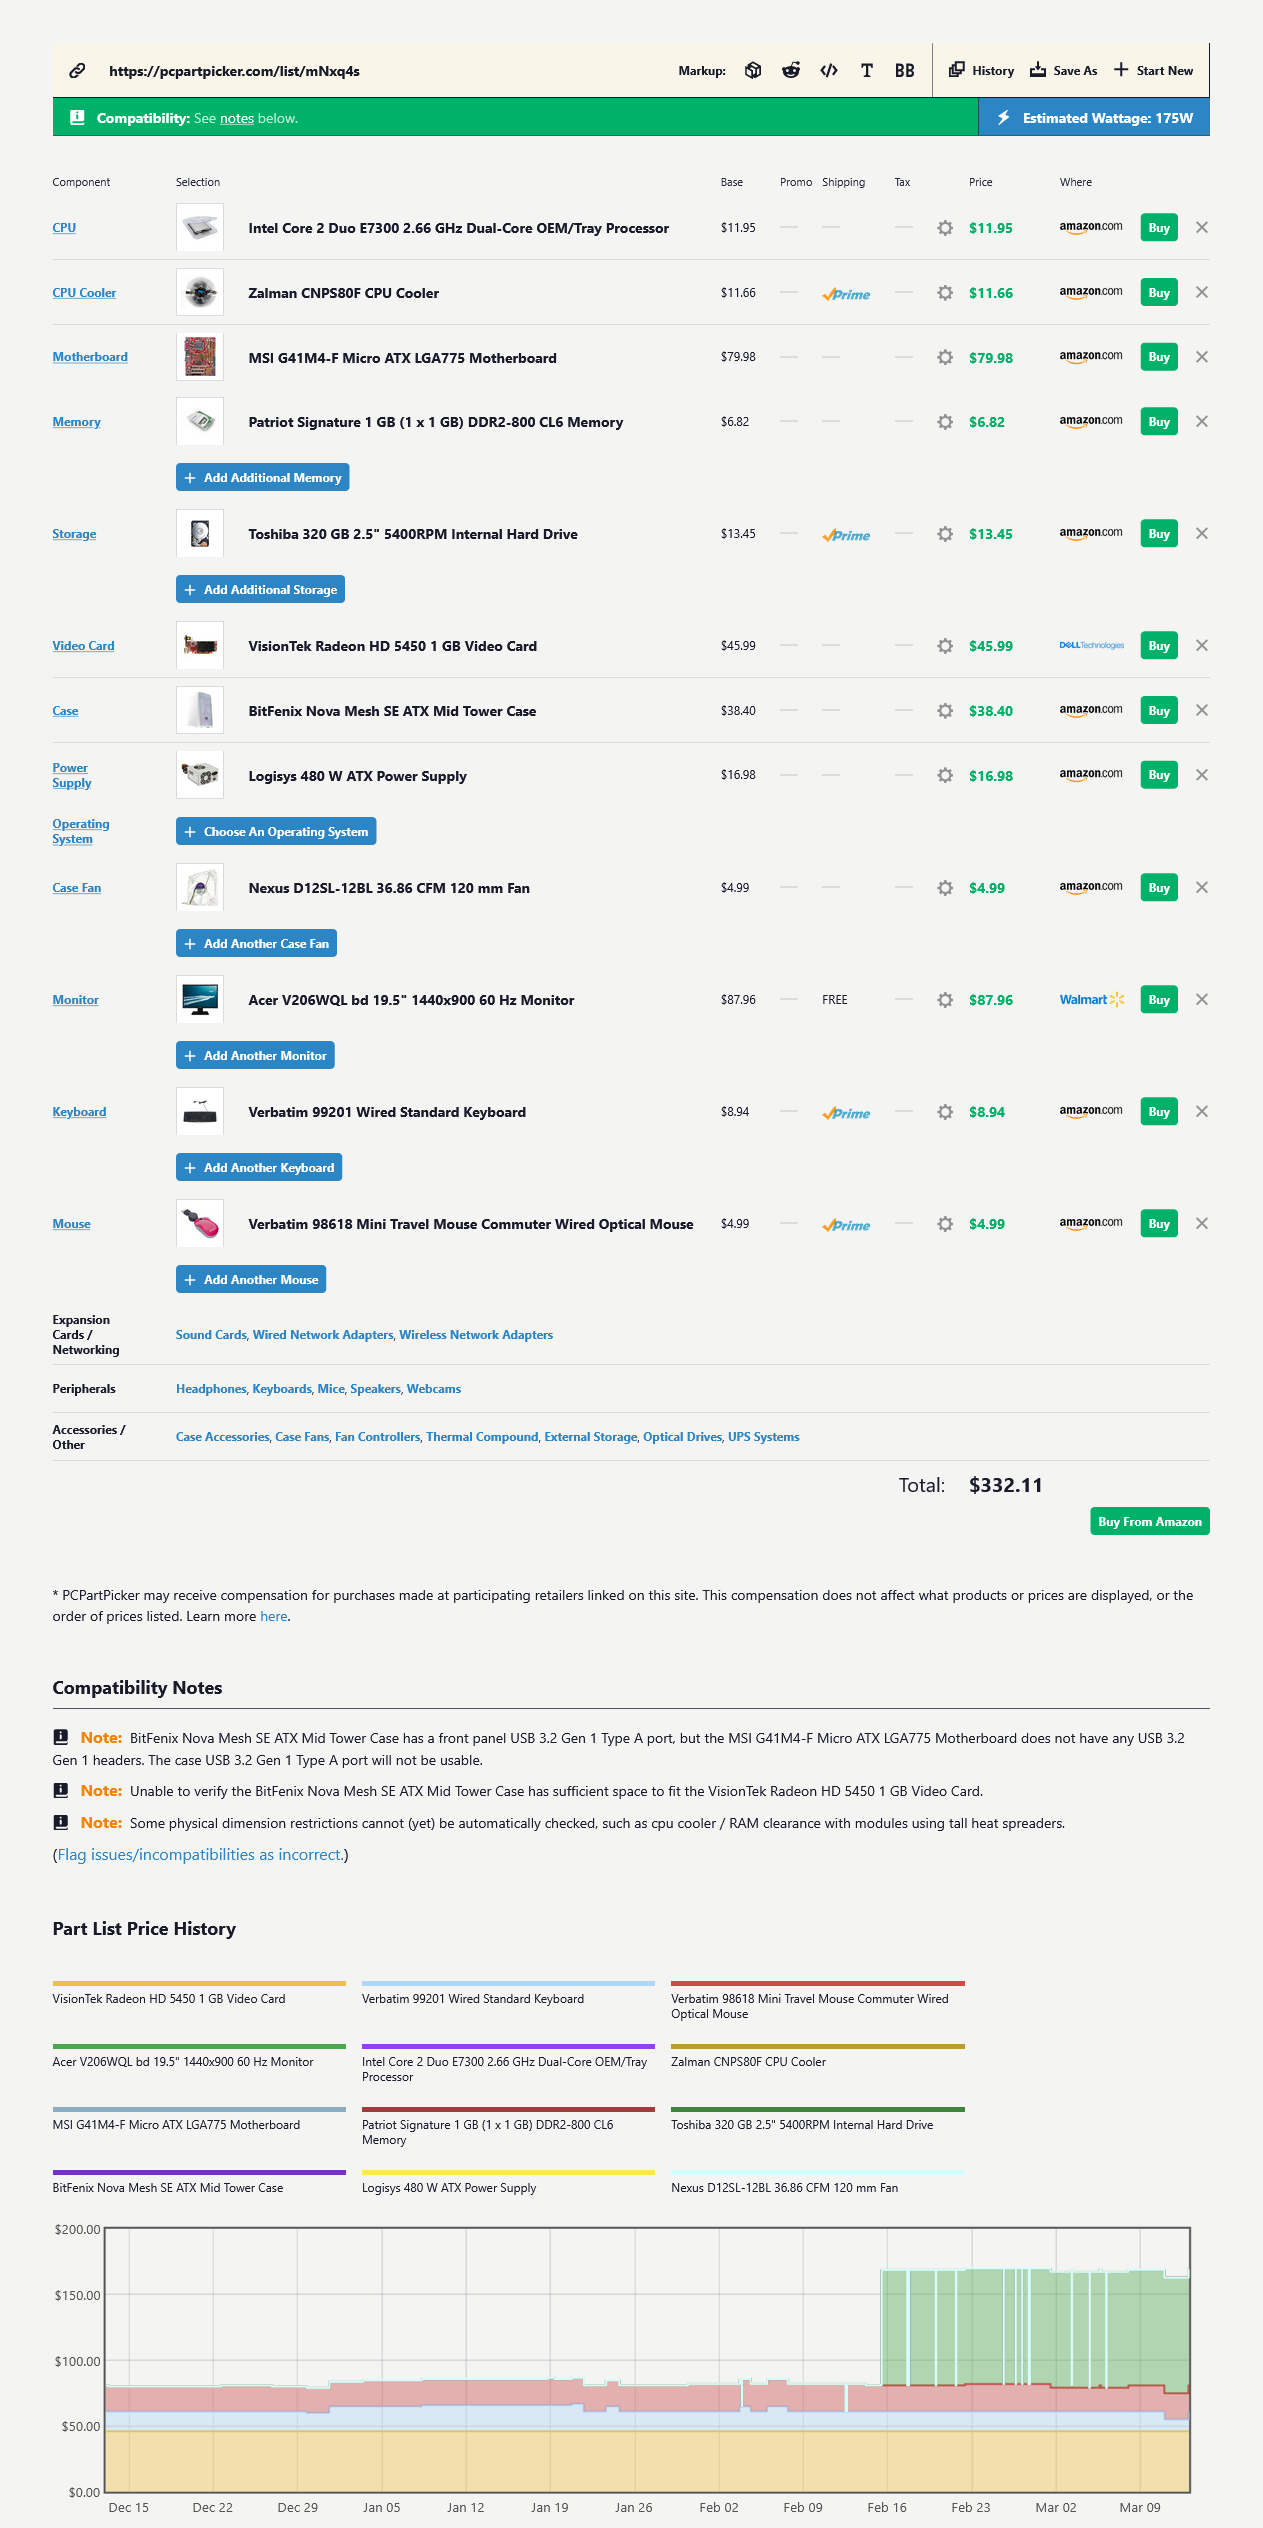 https://pcpartpicker.com/list/mNxq4s Markup: T BB History Save As Start New
Compatibility: See notes below. Estimated Wattage: 175W
Component Selection Base Promo Shipping Tax Price Where
CPU Intel Core 2 Duo E7300 2.66 GHz Dual-Core OEM/Tray Processor $11.95 — — — $11.95 amazon.com Buy
CPU Cooler Zalman CNPS80F CPU Cooler $11.66 — Prime — $11.66 amazon.com Buy
Motherboard MSI G41M4-F Micro ATX LGA775 Motherboard $79.98 — — — $79.98 amazon.com Buy
Memory Patriot Signature 1 GB (1 x 1 GB) DDR2-800 CL6 Memory $6.82 — — — $6.82 amazon.com Buy
+ Add Additional Memory
Storage Toshiba 320 GB 2.5" 5400RPM Internal Hard Drive $13.45 — Prime — $13.45 amazon.com Buy
+ Add Additional Storage
Video Card VisionTek Radeon HD 5450 1 GB Video Card $45.99 — — — $45.99 DELLTechnologies Buy
Case BitFenix Nova Mesh SE ATX Mid Tower Case $38.40 — — — $38.40 amazon.com Buy
Power
Supply Logisys 480 W ATX Power Supply $16.98 — — — $16.98 amazon.com Buy
Operating
System + Choose An Operating System
Case Fan Nexus D12SL-12BL 36.86 CFM 120 mm Fan $4.99 — — — $4.99 amazon.com Buy
+ Add Another Case Fan
Monitor Acer V206WQL bd 19.5" 1440x900 60 Hz Monitor $87.96 — FREE — $87.96 Walmart Buy
+ Add Another Monitor
Keyboard Verbatim 99201 Wired Standard Keyboard $8.94 — Prime — $8.94 amazon.com Buy
+ Add Another Keyboard
Mouse Verbatim 98618 Mini Travel Mouse Commuter Wired Optical Mouse $4.99 — Prime — $4.99 amazon.com Buy
+ Add Another Mouse
Expansion
Cards /
Networking Sound Cards, Wired Network Adapters, Wireless Network Adapters
Peripherals Headphones, Keyboards, Mice, Speakers, Webcams
Accessories /
Other Case Accessories, Case Fans, Fan Controllers, Thermal Compound, External Storage, Optical Drives, UPS Systems
Total: $332.11
Buy From Amazon
* PCPartPicker may receive compensation for purchases made at participating retailers linked on this site. This compensation does not affect what products or prices are displayed, or the
order of prices listed. Learn more here.
Compatibility Notes
Note: BitFenix Nova Mesh SE ATX Mid Tower Case has a front panel USB 3.2 Gen 1 Type A port, but the MSI G41M4-F Micro ATX LGA775 Motherboard does not have any USB 3.2
Gen 1 headers. The case USB 3.2 Gen 1 Type A port will not be usable.
Note: Unable to verify the BitFenix Nova Mesh SE ATX Mid Tower Case has sufficient space to fit the VisionTek Radeon HD 5450 1 GB Video Card.
Note: Some physical dimension restrictions cannot (yet) be automatically checked, such as cpu cooler / RAM clearance with modules using tall heat spreaders.
(Flag issues/incompatibilities as incorrect.)
Part List Price History
VisionTek Radeon HD 5450 1 GB Video Card
Verbatim 99201 Wired Standard Keyboard
Verbatim 98618 Mini Travel Mouse Commuter Wired
Optical Mouse
Acer V206WQL bd 19.5" 1440x900 60 Hz Monitor
Intel Core 2 Duo E7300 2.66 GHz Dual-Core OEM/Tray
Processor
Zalman CNPS80F CPU Cooler
MSI G41M4-F Micro ATX LGA775 Motherboard
Patriot Signature 1 GB (1 x 1 GB) DDR2-800 CL6
Memory
Toshiba 320 GB 2.5" 5400RPM Internal Hard Drive
BitFenix Nova Mesh SE ATX Mid Tower Case
Logisys 480 W ATX Power Supply
Nexus D12SL-12BL 36.86 CFM 120 mm Fan
$200.00
$150.00
$100.00
$50.00
$0.00
Dec 15 Dec 22 Dec 29 Jan 05 Jan 12 Jan 19 Jan 26 Feb 02 Feb 09 Feb 16 Feb 23 Mar 02 Mar 09